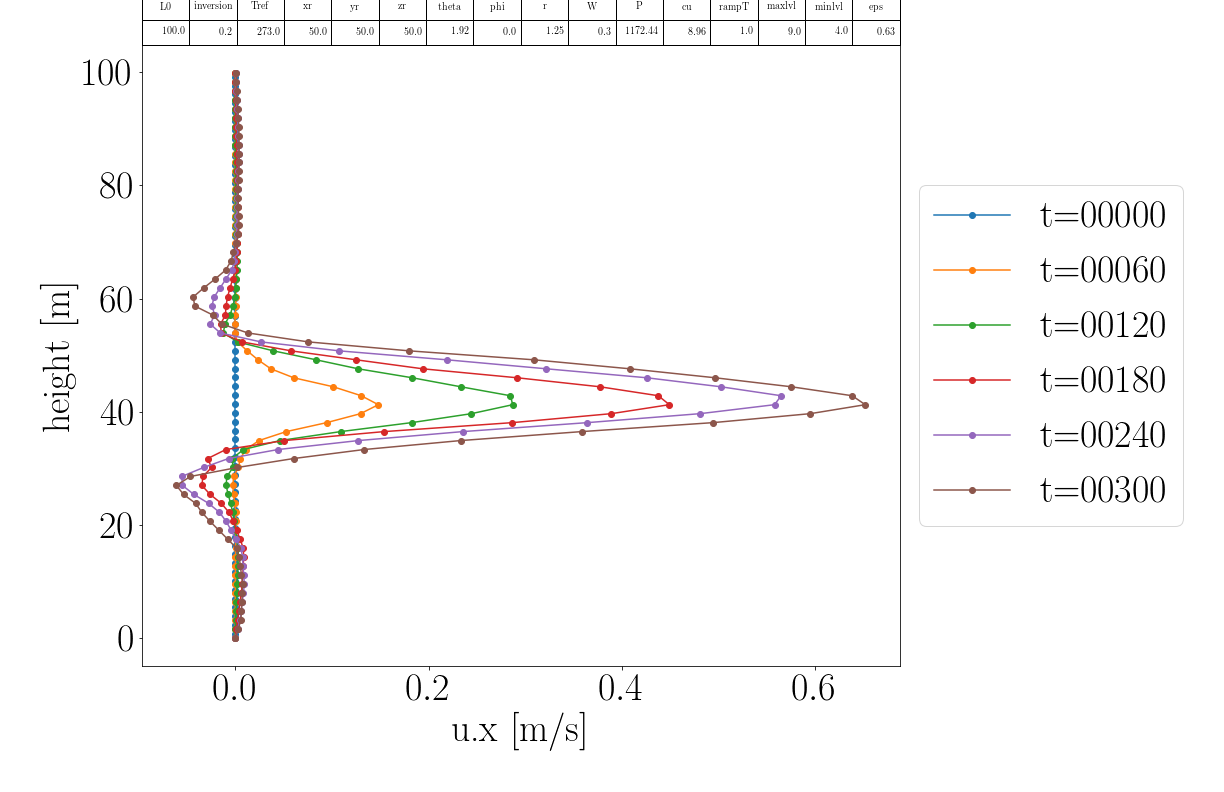 L0 inversion Tref xr yr zr theta phi r W P cu rampT maxlvl minlvl eps
100.0 0.2 273.0 50.0 50.0 50.0 1.92 0.0 1.25 0.3 1172.44 8.96 1.0 9.0 4.0 0.63
100
80
60
40
20
0
height [m]
0.0 0.2 0.4 0.6
u.x [m/s]
t=00000
t=00060
t=00120
t=00180
t=00240
t=00300